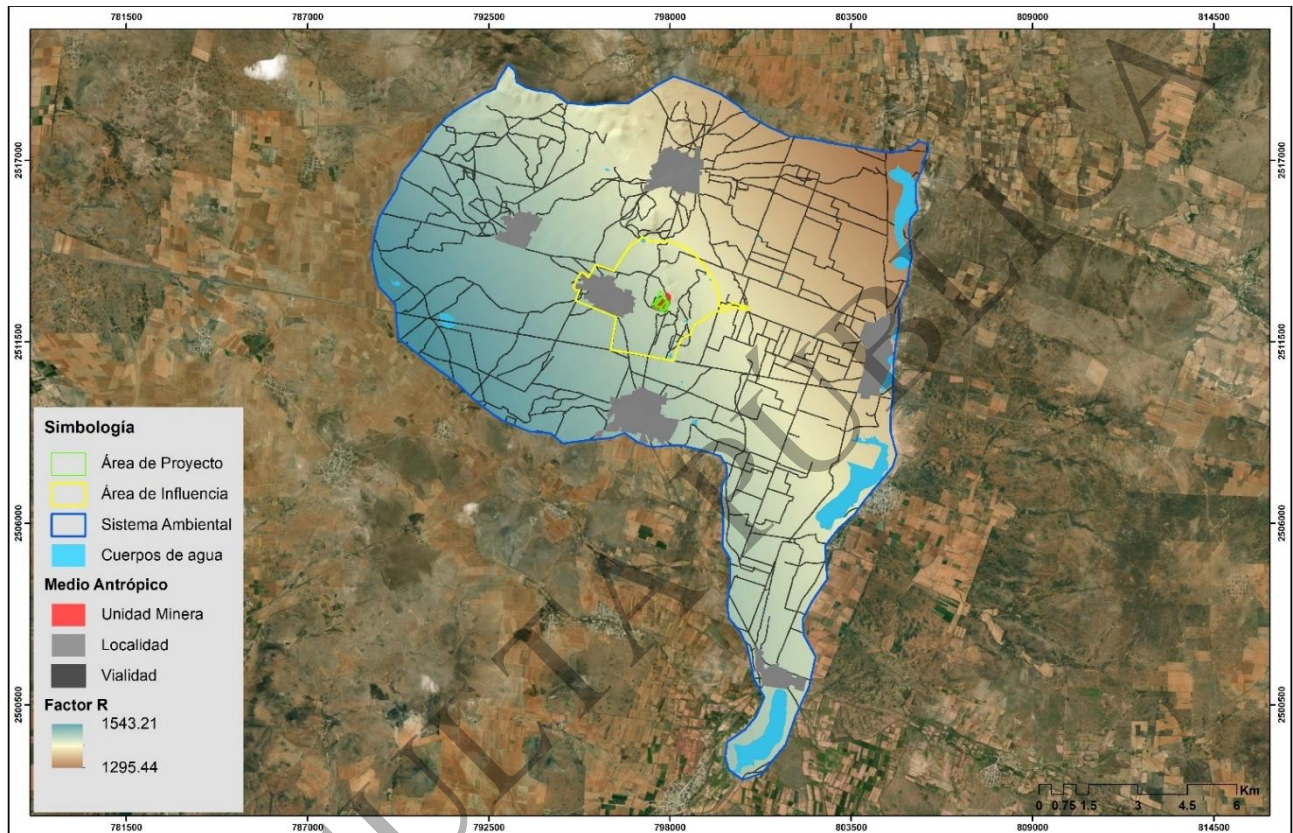 781500 787000 792500 798000 803500 809000 814500
2517000 2517000
2511500 2511500
2506000 2506000
2500500 2500500
Simbología
Área de Proyecto
Área de Influencia
Sistema Ambiental
Cuerpos de agua
Medio Antrópico
Unidad Minera
Localidad
Vialidad
Factor R
1543.21
1295.44
Km
0 0.75 1.5 3 4.5 6
781500 787000 792500 798000 803500 809000 814500
ULTA PÚBLICA